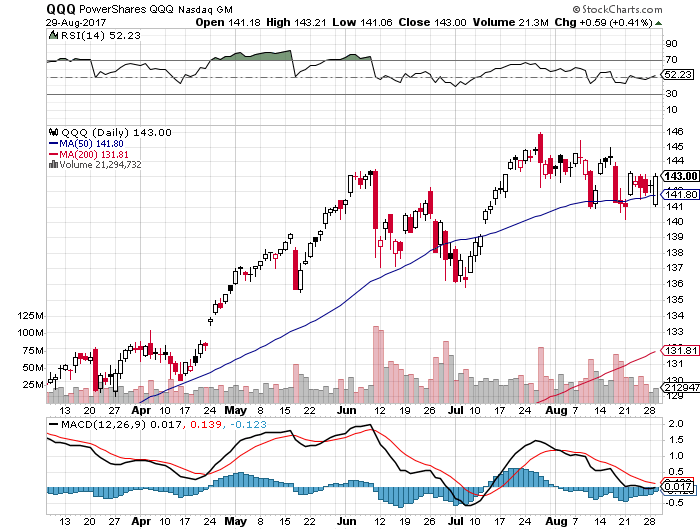 QQQ PowerShares QQQ Nasdaq GM © StockCharts.com
29-Aug-2017 Open 141.18 High 143.21 Low 141.06 Close 143.00 Volume 21.3M Chg +0.59 (+0.41%)
RSI(14) 52.23
90
70
52.23
30
10
QQQ (Daily) 143.00
MA(50) 141.80
MA(200) 131.81
Volume 21,294,732
146
145
144
143.00
142
141.80
141
140
139
138
137
136
135
134
133
132
131.81
131
130
129
125M
100M
75M
50M
25M
13 20 27 Apr 10 17 24 May 8 15 22 Jun 12 19 26 Jul 10 17 24 Aug 7 14 21 28
MACD(12,26,9) 0.017, 0.139, -0.123
2.0
1.5
1.0
0.5
0.017
-0.5
13 20 27 Apr 10 17 24 May 8 15 22 Jun 12 19 26 Jul 10 17 24 Aug 7 14 21 28